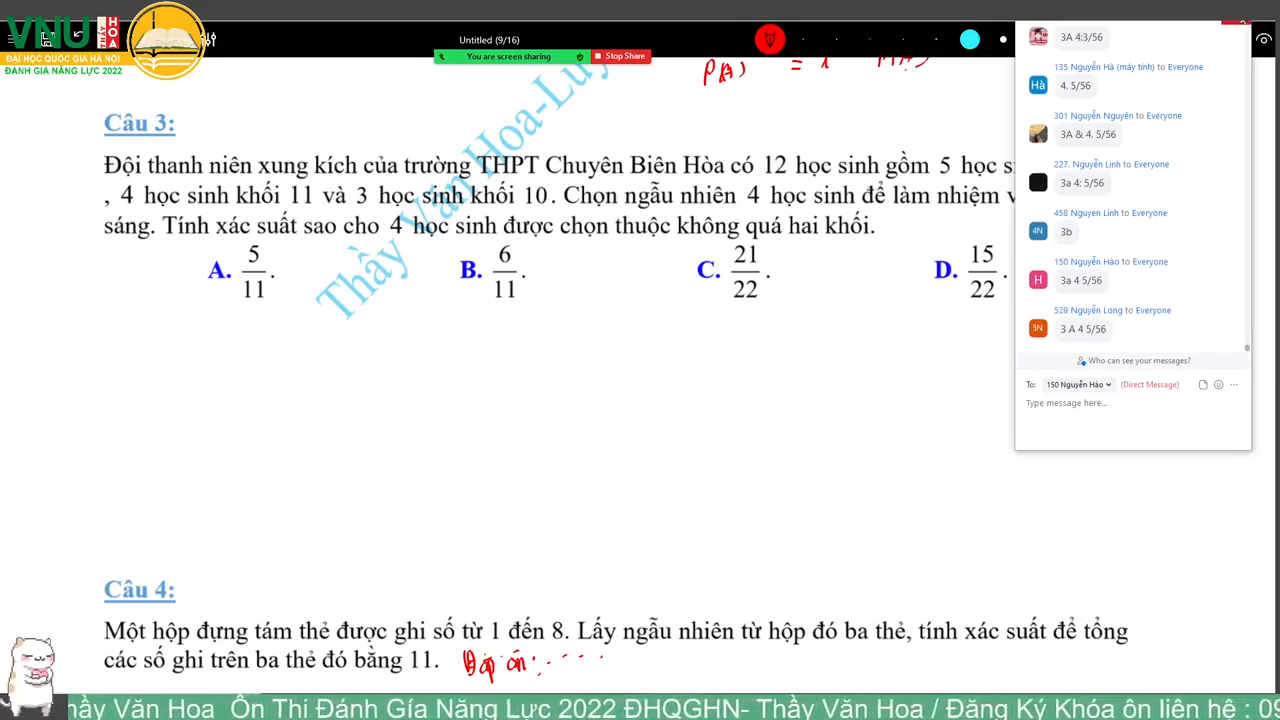 VNU
HOA
ĐẠI HỌC QUỐC GIA HÀ NỘI
ĐÁNH GIÁ NĂNG LỰC 2022
Untitled (9/16)
You are screen sharing
Stop Share
P(A) =
Câu 3:
Đội thanh niên xung kích của trường THPT Chuyên Biên Hòa có 12 học sinh gồm 5 học
, 4 học sinh khối 11 và 3 học sinh khối 10. Chọn ngẫu nhiên 4 học sinh để làm nhiệm
sáng. Tính xác suất sao cho 4 học sinh được chọn thuộc không quá hai khối.
A. 5/11. B. 6/11. C. 21/22. D. 15/22.
Thầy Văn Hoa-Luy
3A 4:3/56
135 Nguyễn Hà (máy tính) to Everyone
Hà
4. 5/56
301 Nguyễn Nguyên to Everyone
3A & 4. 5/56
227. Nguyễn Linh to Everyone
3a 4: 5/56
458 Nguyen Linh to Everyone
4N
3b
150 Nguyễn Hảo to Everyone
H
3a 4 5/56
529 Nguyễn Long to Everyone
5N
3 A 4 5/56
Who can see your messages?
To: 150 Nguyễn Hảo (Direct Message)
Type message here...
Câu 4:
Một hộp đựng tám thẻ được ghi số từ 1 đến 8. Lấy ngẫu nhiên từ hộp đó ba thẻ, tính xác suất để tổng
các số ghi trên ba thẻ đó bằng 11. Đáp án:.......
hầy Văn Hoa Ôn Thi Đánh Gía Năng Lực 2022 ĐHQGHN- Thầy Văn Hoa / Đăng Ký Khóa ôn liên hệ : 09